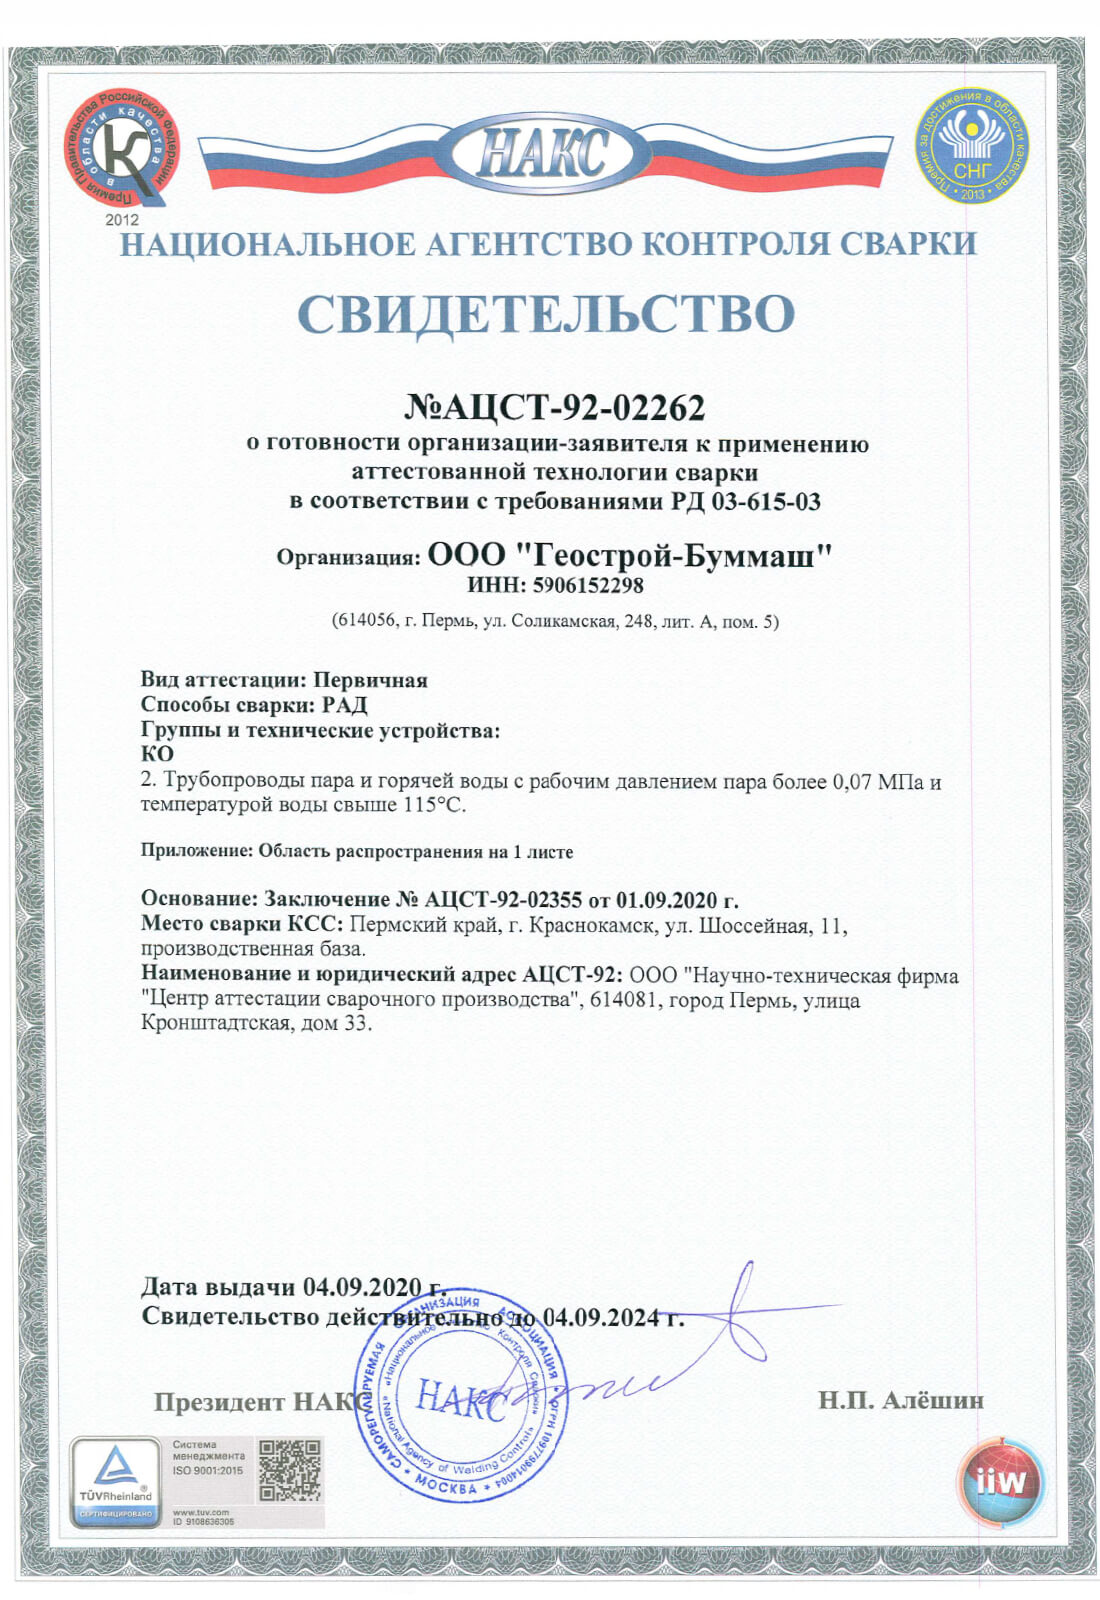 Премия Правительства Российской Федерации
в области качества
2012
НАКС
Премия за достижения в области качества
СНГ
• 2013 •
НАЦИОНАЛЬНОЕ АГЕНТСТВО КОНТРОЛЯ СВАРКИ
СВИДЕТЕЛЬСТВО
№АЦСТ-92-02262
о готовности организации-заявителя к применению
аттестованной технологии сварки
в соответствии с требованиями РД 03-615-03
Организация: ООО "Геострой-Буммаш"
ИНН: 5906152298
(614056, г. Пермь, ул. Соликамская, 248, лит. А, пом. 5)
Вид аттестации: Первичная
Способы сварки: РАД
Группы и технические устройства:
КО
2. Трубопроводы пара и горячей воды с рабочим давлением пара более 0,07 МПа и
температурой воды свыше 115°С.
Приложение: Область распространения на 1 листе
Основание: Заключение № АЦСТ-92-02355 от 01.09.2020 г.
Место сварки КСС: Пермский край, г. Краснокамск, ул. Шоссейная, 11,
производственная база.
Наименование и юридический адрес АЦСТ-92: ООО "Научно-техническая фирма
"Центр аттестации сварочного производства", 614081, город Пермь, улица
Кронштадтская, дом 33.
Дата выдачи 04.09.2020 г.
Свидетельство действительно до 04.09.2024 г.
САМОРЕГУЛИРУЕМАЯ ОРГАНИЗАЦИЯ АССОЦИАЦИЯ * ОГРН 1097799014004 * МОСКВА *
«Национальное Агентство Контроля Сварки»
«National Agency of Welding Control»
НАКС
Президент НАКС
Н.П. Алёшин
TÜVRheinland®
СЕРТИФИЦИРОВАНО
Система
менеджмента
ISO 9001:2015
www.tuv.com
ID 9108636305
iiw